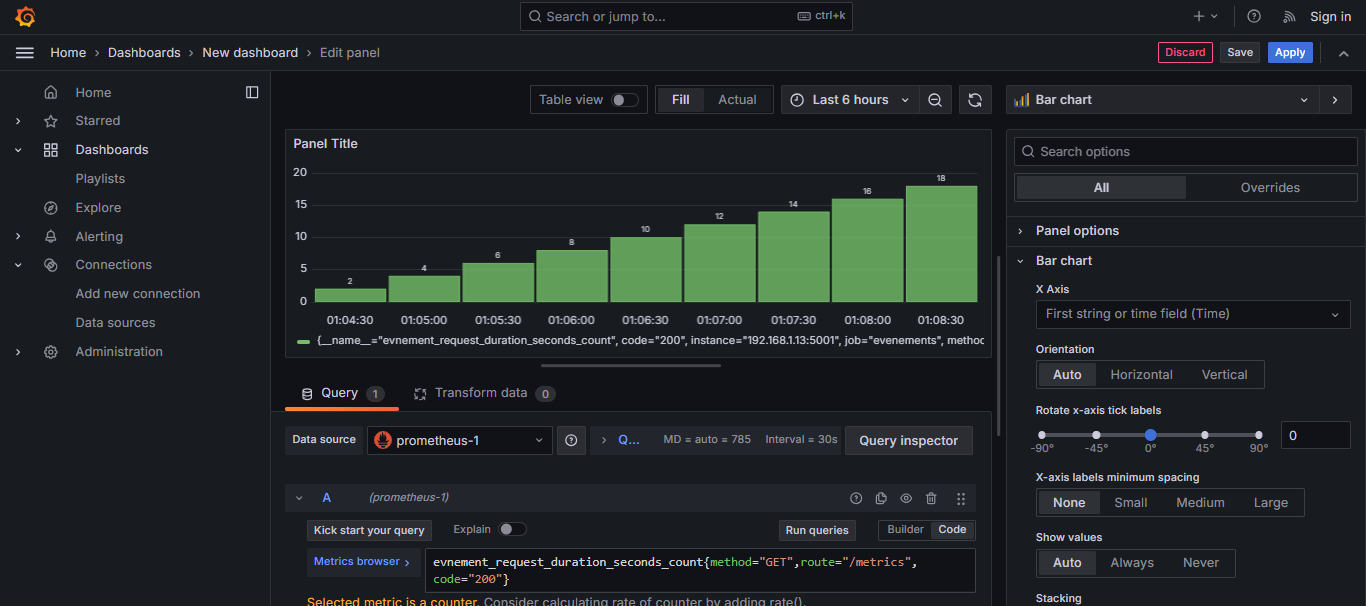 Search or jump to...
ctrl+k
Sign in
Home › Dashboards › New dashboard › Edit panel
Discard
Save
Apply
Home
Starred
Dashboards
Playlists
Explore
Alerting
Connections
Add new connection
Data sources
Administration
Table view
Fill
Actual
Last 6 hours
Panel Title
20
15
10
5
0
2
4
6
8
10
12
14
16
18
01:04:30
01:05:00
01:05:30
01:06:00
01:06:30
01:07:00
01:07:30
01:08:00
01:08:30
{__name__="evnement_request_duration_seconds_count", code="200", instance="192.168.1.13:5001", job="evenements", method
Query 1
Transform data 0
Data source
prometheus-1
Q...
MD = auto = 785
Interval = 30s
Query inspector
A
(prometheus-1)
Kick start your query
Explain
Run queries
Builder
Code
Metrics browser ›
evnement_request_duration_seconds_count{method="GET",route="/metrics",
code="200"}
Selected metric is a counter. Consider calculating rate of counter by adding rate().
Bar chart
Search options
All
Overrides
Panel options
Bar chart
X Axis
First string or time field (Time)
Orientation
Auto
Horizontal
Vertical
Rotate x-axis tick labels
-90°
-45°
0°
45°
90°
0
X-axis labels minimum spacing
None
Small
Medium
Large
Show values
Auto
Always
Never
Stacking